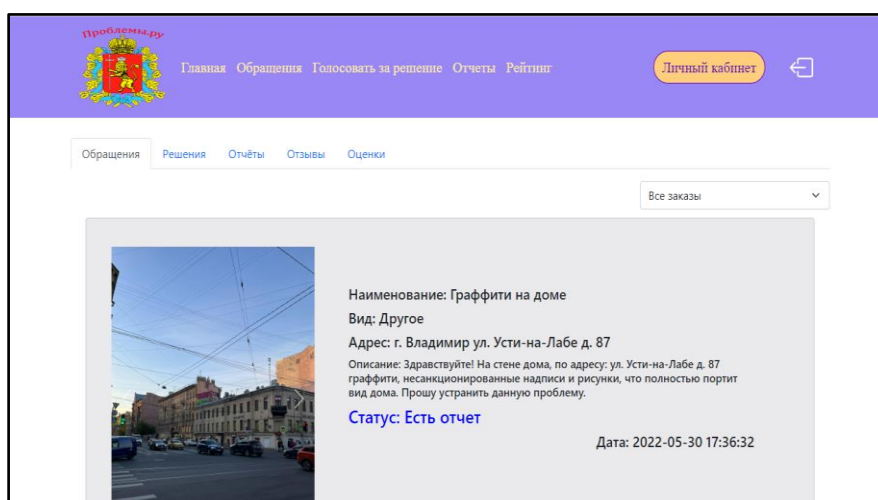 Проблемы.ру
Главная Обращения Голосовать за решение Отчеты Рейтинг
Личный кабинет
Обращения Решения Отчёты Отзывы Оценки
Все заказы
Наименование: Граффити на доме
Вид: Другое
Адрес: г. Владимир ул. Усти-на-Лабе д. 87
Описание: Здравствуйте! На стене дома, по адресу: ул. Усти-на-Лабе д. 87
граффити, несанкционированные надписи и рисунки, что полностью портит
вид дома. Прошу устранить данную проблему.
Статус: Есть отчет
Дата: 2022-05-30 17:36:32